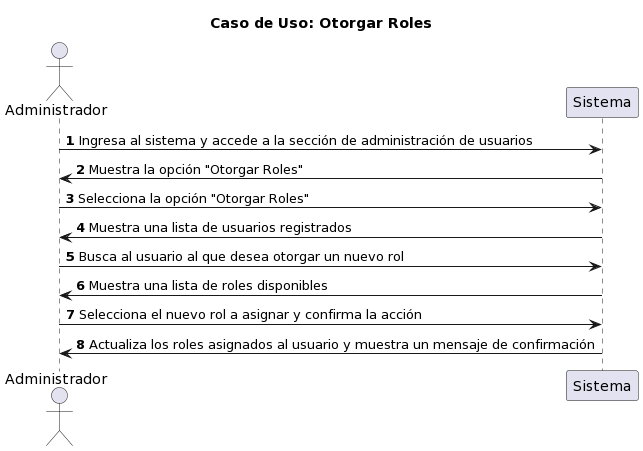 Caso de Uso: Otorgar Roles
Administrador
Sistema
1 Ingresa al sistema y accede a la sección de administración de usuarios
2 Muestra la opción "Otorgar Roles"
3 Selecciona la opción "Otorgar Roles"
4 Muestra una lista de usuarios registrados
5 Busca al usuario al que desea otorgar un nuevo rol
6 Muestra una lista de roles disponibles
7 Selecciona el nuevo rol a asignar y confirma la acción
8 Actualiza los roles asignados al usuario y muestra un mensaje de confirmación
Administrador
Sistema